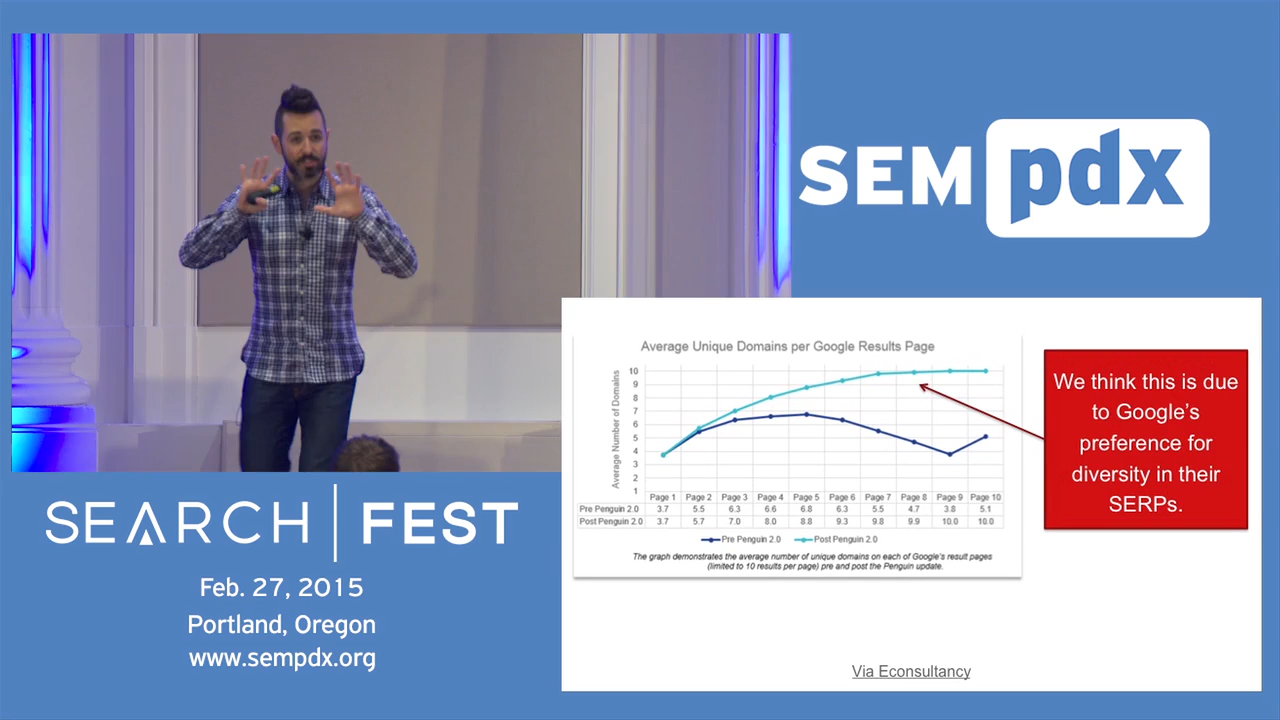 SEM pdx
SEARCH FEST
Feb. 27, 2015
Portland, Oregon
www.sempdx.org
Average Unique Domains per Google Results Page
Average Number of Domains
10
9
8
7
6
5
4
3
2
1
Page 1 Page 2 Page 3 Page 4 Page 5 Page 6 Page 7 Page 8 Page 9 Page 10
Pre Penguin 2.0 3.7 5.5 6.3 6.6 6.8 6.3 5.5 4.7 3.8 5.1
Post Penguin 2.0 3.7 5.7 7.0 8.0 8.8 9.3 9.8 9.9 10.0 10.0
Pre Penguin 2.0 Post Penguin 2.0
The graph demonstrates the average number of unique domains on each of Google's result pages
(limited to 10 results per page) pre and post the Penguin update.
We think this is due
to Google's
preference for
diversity in their
SERPs.
Via Econsultancy